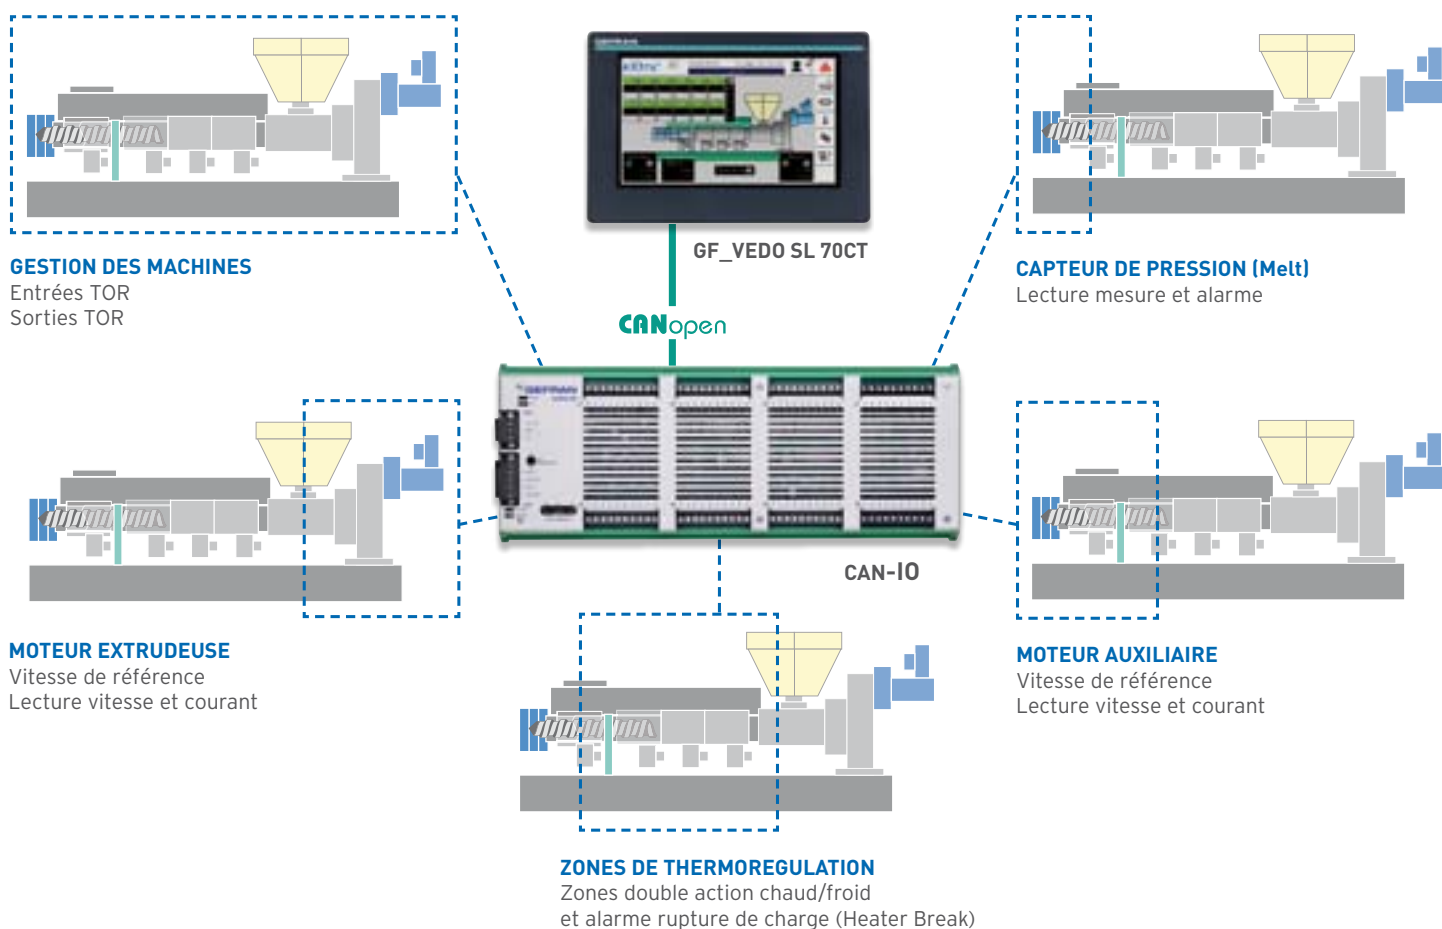 GEFRAN
GF_VEDO SL 70CT
GESTION DES MACHINES
Entrées TOR
Sorties TOR
CAPTEUR DE PRESSION (Melt)
Lecture mesure et alarme
CANopen
GEFRAN
CAN-IO
MOTEUR EXTRUDEUSE
Vitesse de référence
Lecture vitesse et courant
MOTEUR AUXILIAIRE
Vitesse de référence
Lecture vitesse et courant
ZONES DE THERMOREGULATION
Zones double action chaud/froid
et alarme rupture de charge (Heater Break)